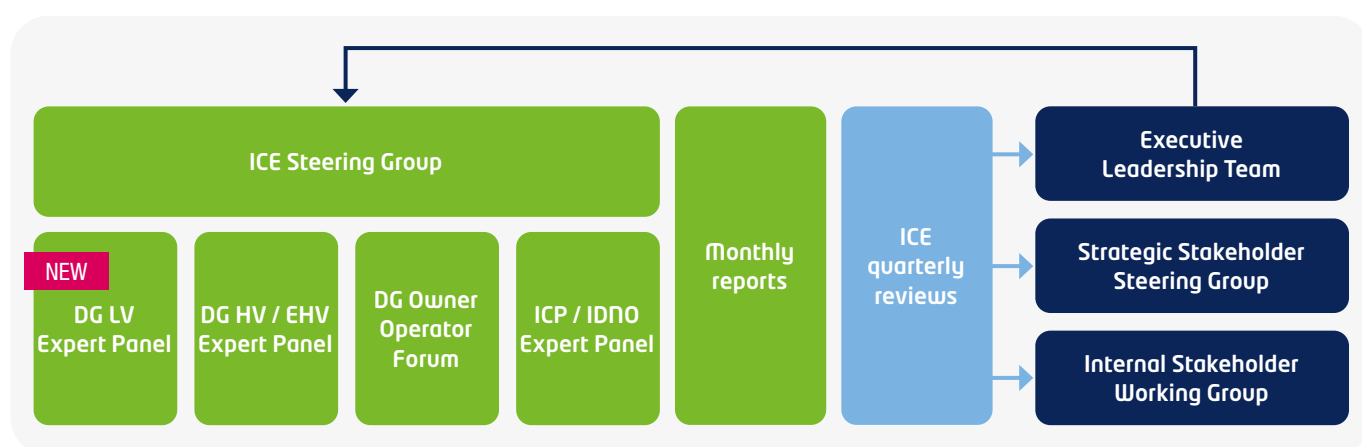 ICE Steering Group
NEW
DG LV
Expert Panel
DG HV / EHV
Expert Panel
DG Owner
Operator
Forum
ICP / IDNO
Expert Panel
Monthly
reports
ICE
quarterly
reviews
Executive
Leadership Team
Strategic Stakeholder
Steering Group
Internal Stakeholder
Working Group